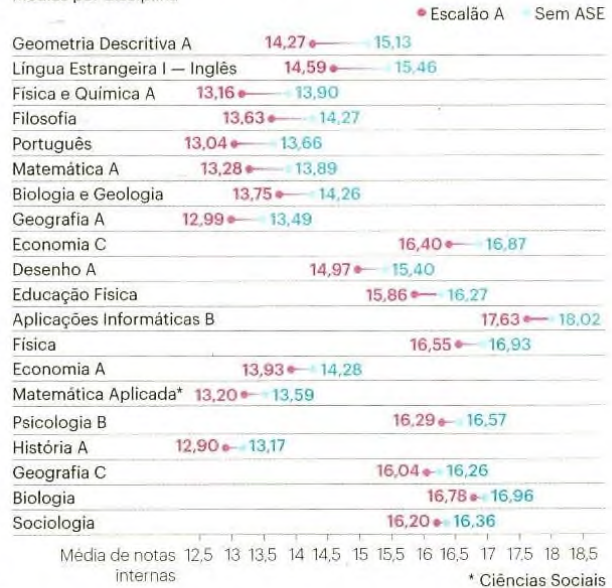 Escalão A Sem ASE
Geometria Descritiva A 14,27 15,13
Língua Estrangeira I — Inglês 14,59 15,46
Física e Química A 13,16 13,90
Filosofia 13,63 14,27
Português 13,04 13,66
Matemática A 13,28 13,89
Biologia e Geologia 13,75 14,26
Geografia A 12,99 13,49
Economia C 16,40 16,87
Desenho A 14,97 15,40
Educação Física 15,86 16,27
Aplicações Informáticas B 17,63 18,02
Física 16,55 16,93
Economia A 13,93 14,28
Matemática Aplicada* 13,20 13,59
Psicologia B 16,29 16,57
História A 12,90 13,17
Geografia C 16,04 16,26
Biologia 16,78 16,96
Sociologia 16,20 16,36
Média de notas 12,5 13 13,5 14 14,5 15 15,5 16 16 17 17,5 18 18,5
internas
* Ciências Sociais